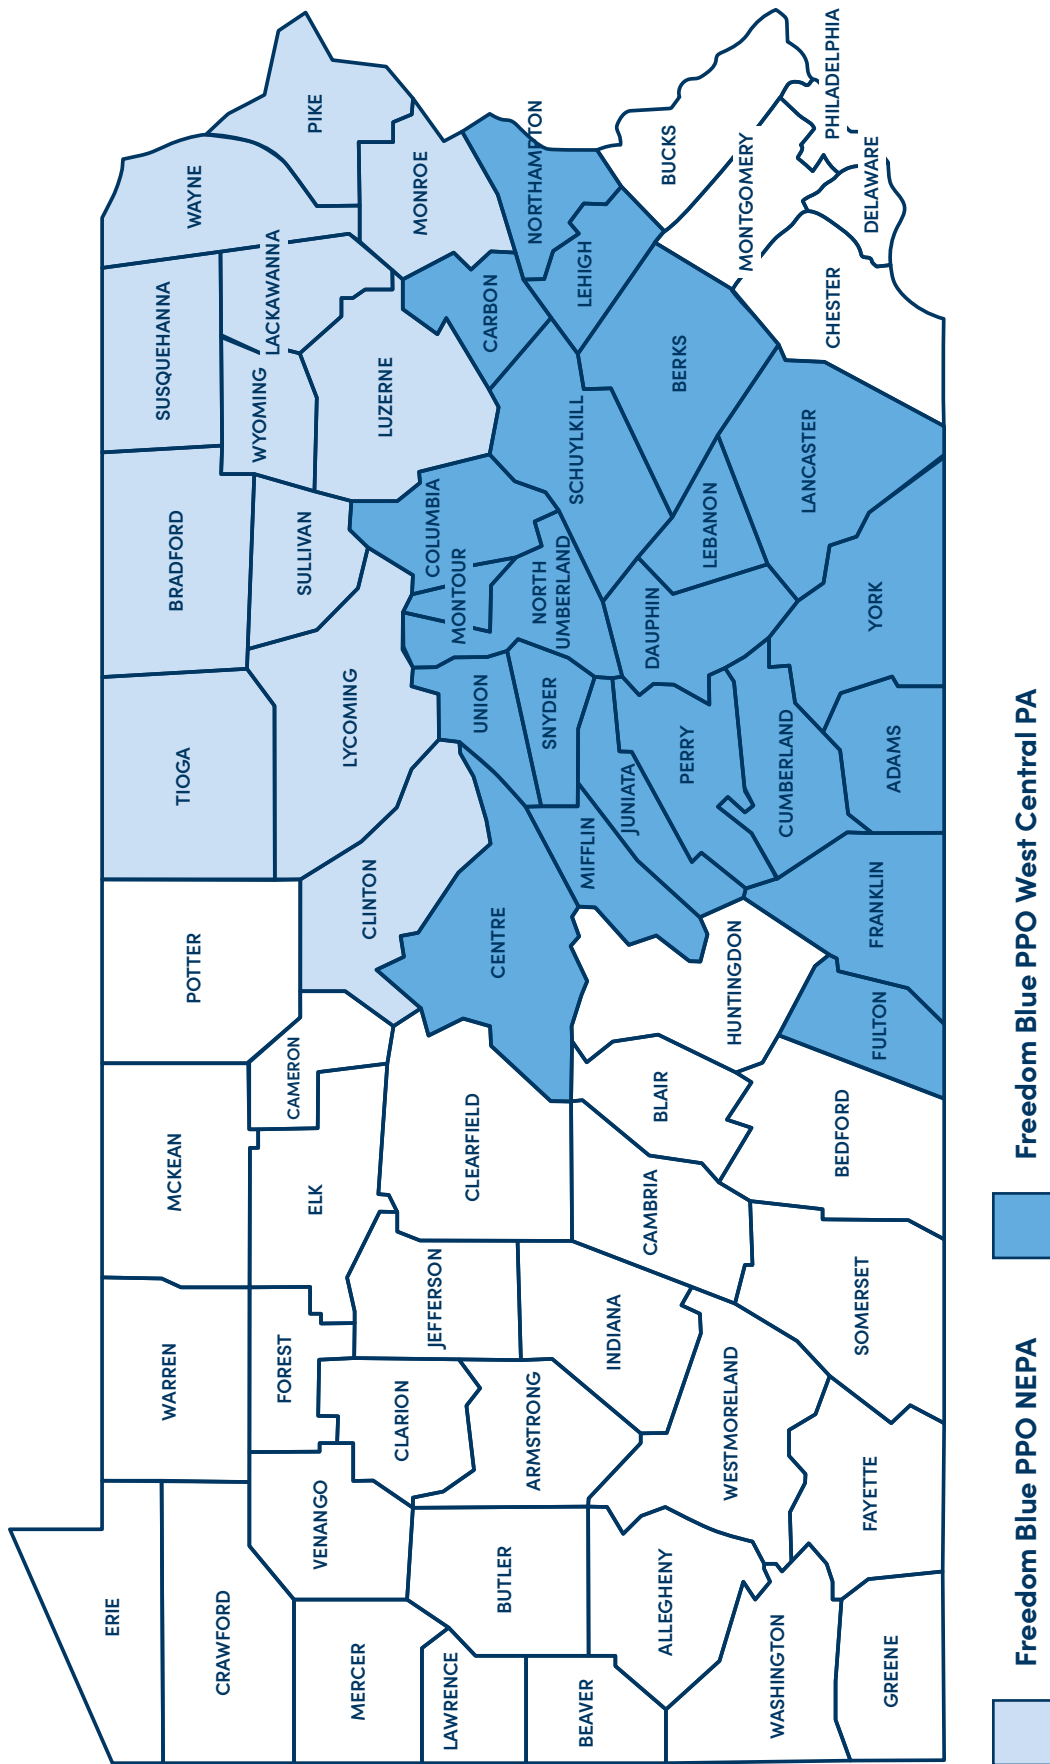 ERIE
CRAWFORD
WARREN
MCKEAN
POTTER
TIOGA
BRADFORD
SUSQUEHANNA
WAYNE
PIKE
MERCER
VENANGO
FOREST
ELK
CAMERON
CLINTON
LYCOMING
SULLIVAN
WYOMING
LACKAWANNA
LUZERNE
MONROE
LAWRENCE
BUTLER
CLARION
JEFFERSON
CLEARFIELD
CENTRE
UNION
MONTOUR
COLUMBIA
CARBON
NORTHAMPTON
BEAVER
ARMSTRONG
INDIANA
MIFFLIN
SNYDER
NORTH
UMBERLAND
SCHUYLKILL
LEHIGH
ALLEGHENY
WESTMORELAND
CAMBRIA
BLAIR
HUNTINGDON
JUNIATA
PERRY
DAUPHIN
LEBANON
BERKS
BUCKS
MONTGOMERY
WASHINGTON
GREENE
FAYETTE
SOMERSET
BEDFORD
FULTON
FRANKLIN
CUMBERLAND
ADAMS
YORK
LANCASTER
CHESTER
DELAWARE
PHILADELPHIA
Freedom Blue PPO NEPA
Freedom Blue PPO West Central PA